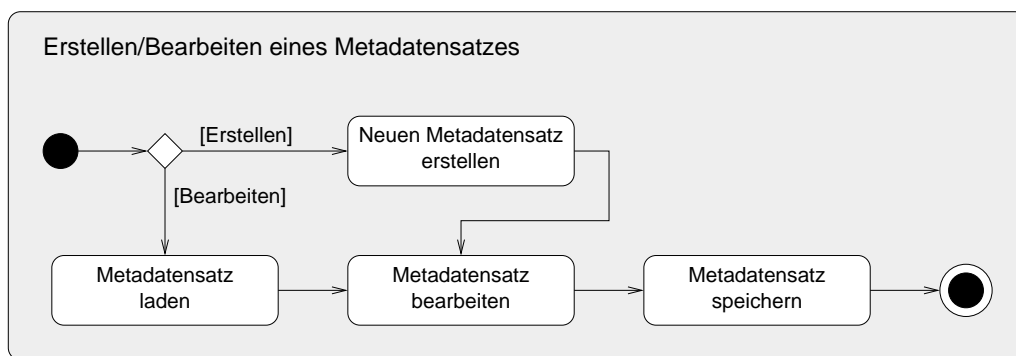 Erstellen/Bearbeiten eines Metadatensatzes
[Erstellen]
Neuen Metadatensatz
erstellen
[Bearbeiten]
Metadatensatz
laden
Metadatensatz
bearbeiten
Metadatensatz
speichern